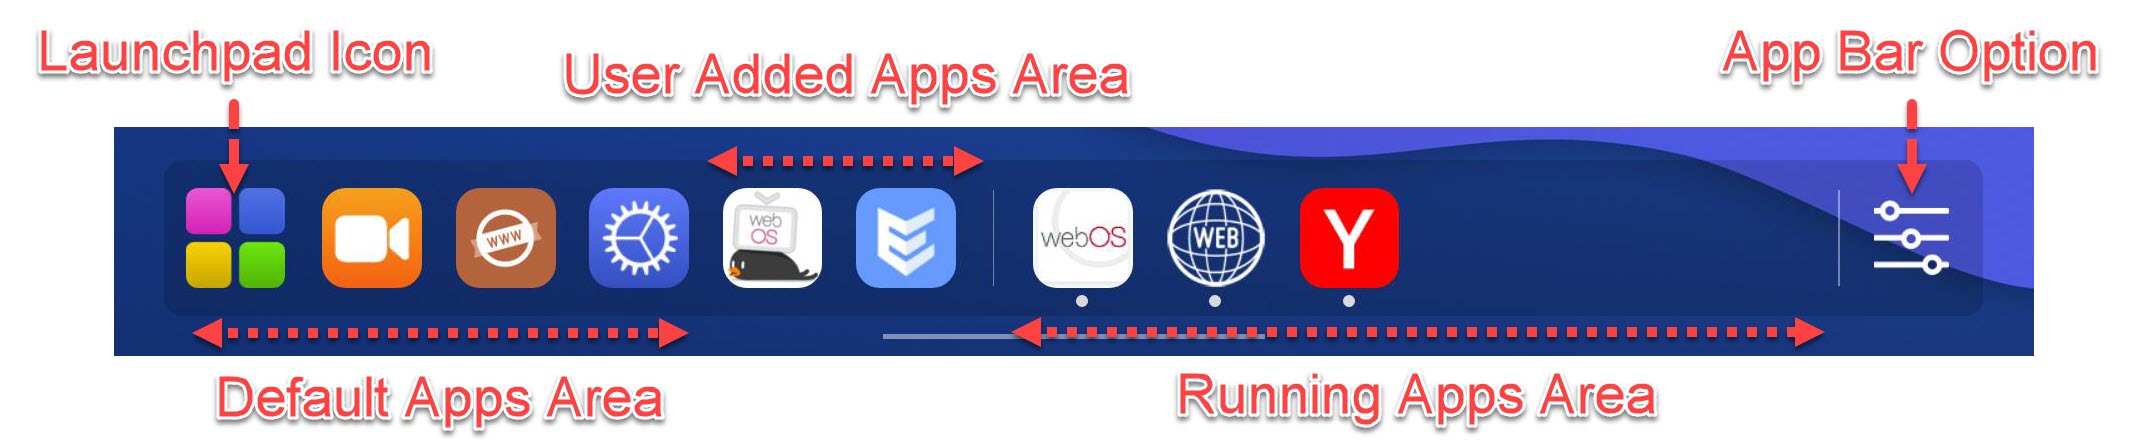 Launchpad Icon
User Added Apps Area
App Bar Option
www
web
OS
webOS
WEB
Y
Default Apps Area
Running Apps Area